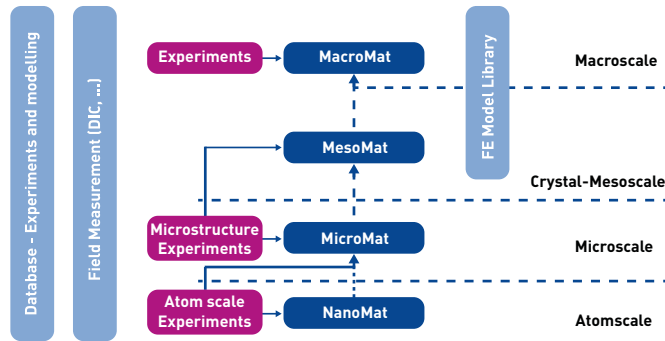 Database - Experiments and modelling
Field Measurement (DIC, ...)
Experiments
MacroMat
FE Model Library
Macroscale
MesoMat
Crystal-Mesoscale
Microstructure
Experiments
MicroMat
Microscale
Atom scale
Experiments
NanoMat
Atomscale